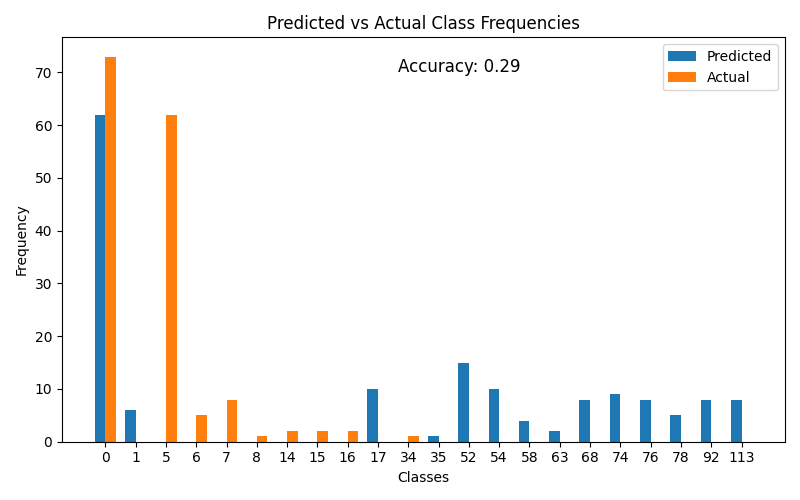 Predicted vs Actual Class Frequencies
Accuracy: 0.29
Predicted
Actual
Frequency
70
60
50
40
30
20
10
0
0 1 5 6 7 8 14 15 16 17 34 35 52 54 58 63 68 74 76 78 92 113
Classes